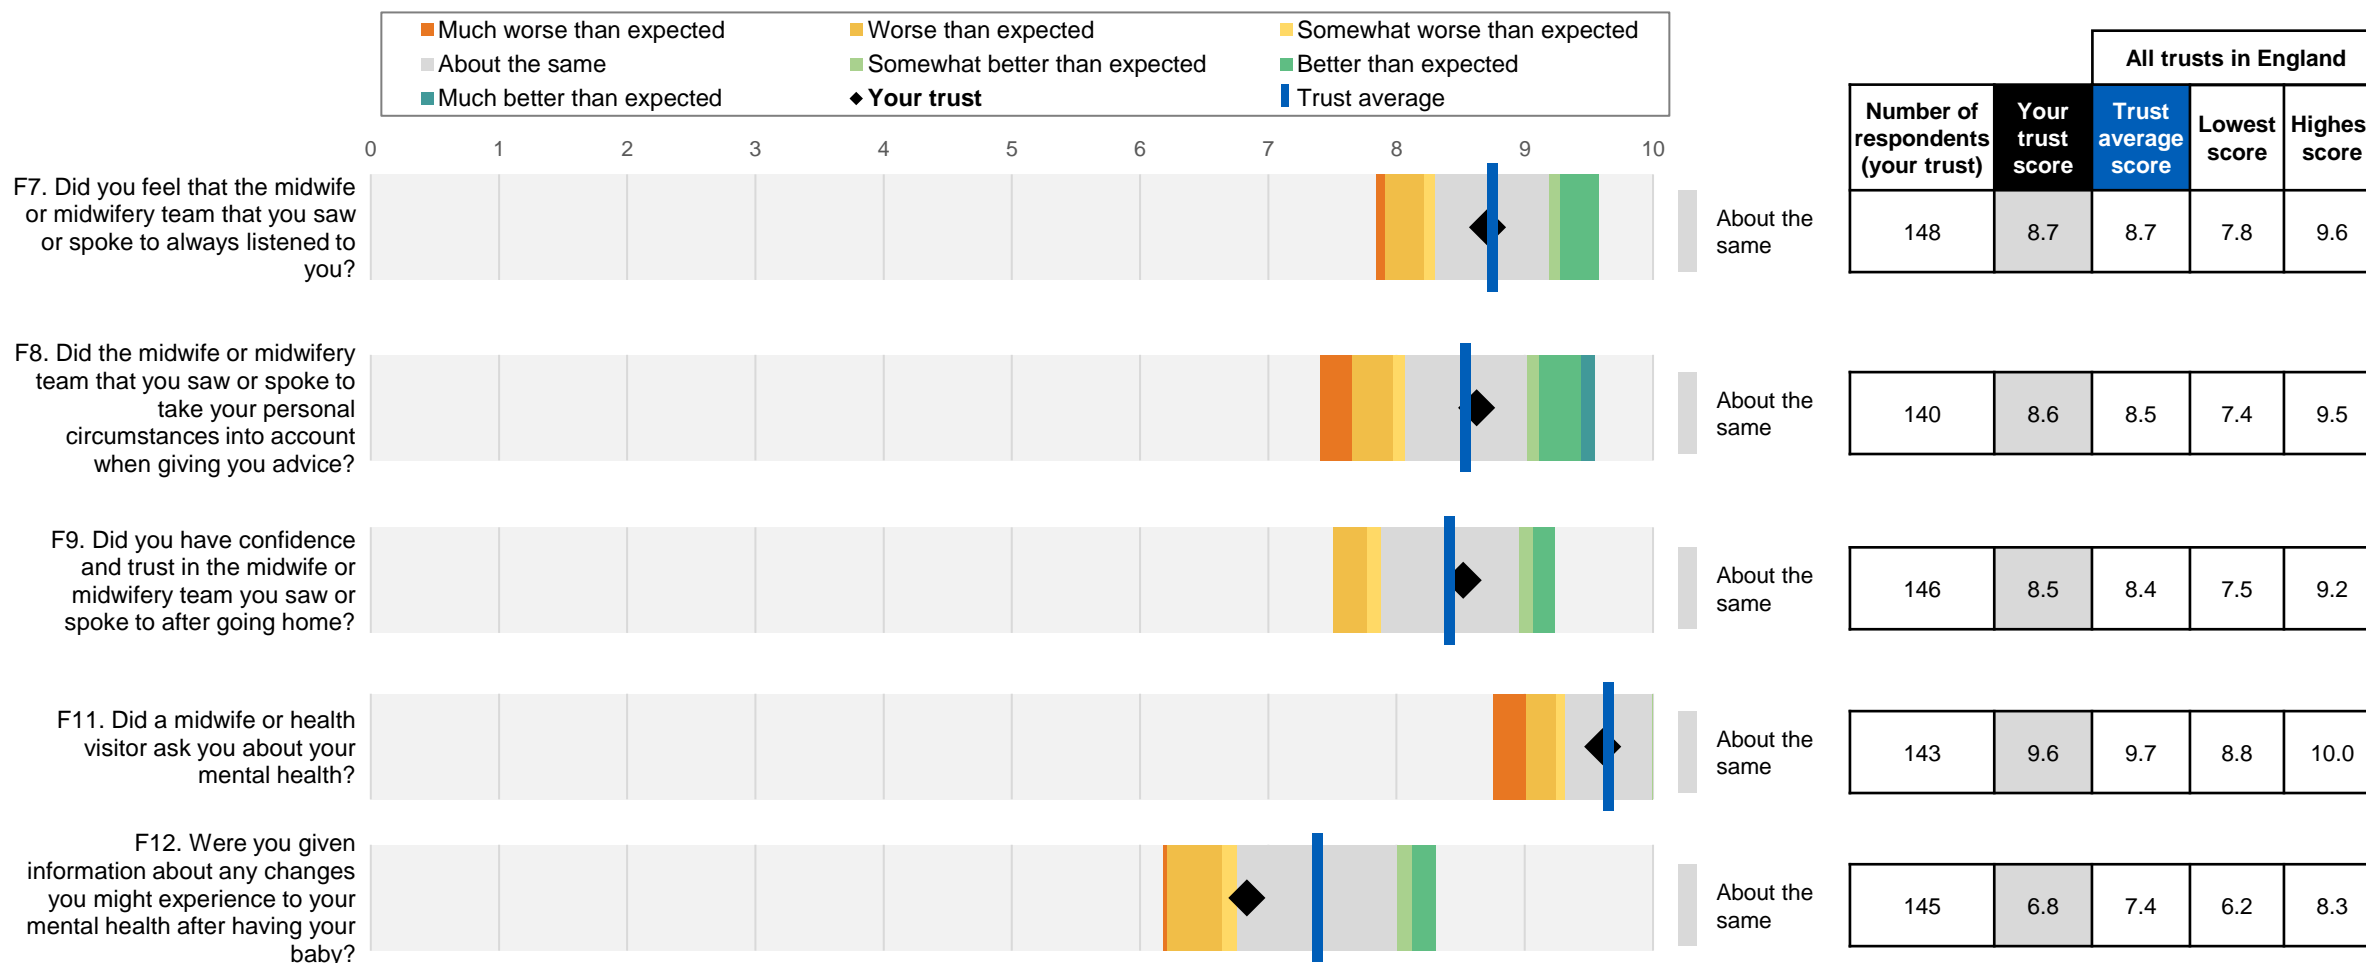 Much worse than expected
Worse than expected
Somewhat worse than expected
About the same
Somewhat better than expected
Better than expected
Much better than expected
Your trust
Trust average
All trusts in England
Number of
respondents
(your trust)
Your
trust
score
Trust
average
score
Lowest
score
Highes
score
0 1 2 3 4 5 6 7 8 9 10
F7. Did you feel that the midwife
or midwifery team that you saw
or spoke to always listened to
you?
About the
same
148 8.7 8.7 7.8 9.6
F8. Did the midwife or midwifery
team that you saw or spoke to
take your personal
circumstances into account
when giving you advice?
About the
same
140 8.6 8.5 7.4 9.5
F9. Did you have confidence
and trust in the midwife or
midwifery team you saw or
spoke to after going home?
About the
same
146 8.5 8.4 7.5 9.2
F11. Did a midwife or health
visitor ask you about your
mental health?
About the
same
143 9.6 9.7 8.8 10.0
F12. Were you given
information about any changes
you might experience to your
mental health after having your
baby?
About the
same
145 6.8 7.4 6.2 8.3